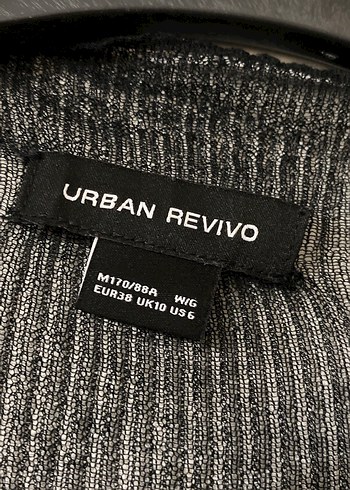 URBAN REVIVO
M170/88A W/G
EUR38 UK10 US6